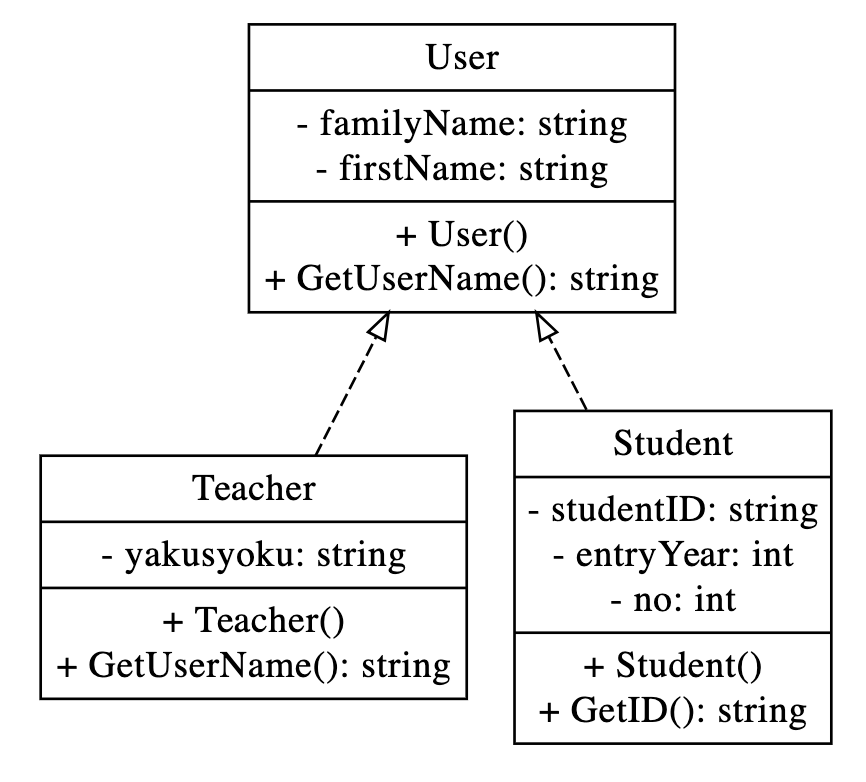 User
- familyName: string
- firstName: string
+ User()
+ GetUserName(): string
Teacher
- yakusyoku: string
+ Teacher()
+ GetUserName(): string
Student
- studentID: string
- entryYear: int
- no: int
+ Student()
+ GetID(): string